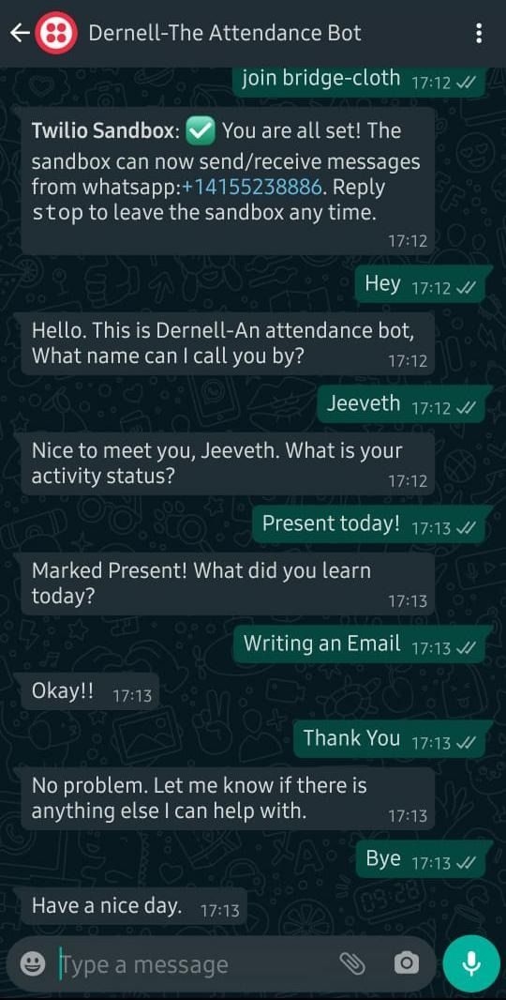 Dernell-The Attendance Bot
join bridge-cloth 17:12
Twilio Sandbox: ✅ You are all set! The
sandbox can now send/receive messages
from whatsapp:+14155238886. Reply
stop to leave the sandbox any time.
17:12
Hey 17:12
Hello. This is Dernell-An attendance bot,
What name can I call you by? 17:12
Jeeveth 17:12
Nice to meet you, Jeeveth. What is your
activity status? 17:12
Present today! 17:13
Marked Present! What did you learn
today? 17:13
Writing an Email 17:13
Okay!! 17:13
Thank You 17:13
No problem. Let me know if there is
anything else I can help with. 17:13
Bye 17:13
Have a nice day. 17:13
Type a message